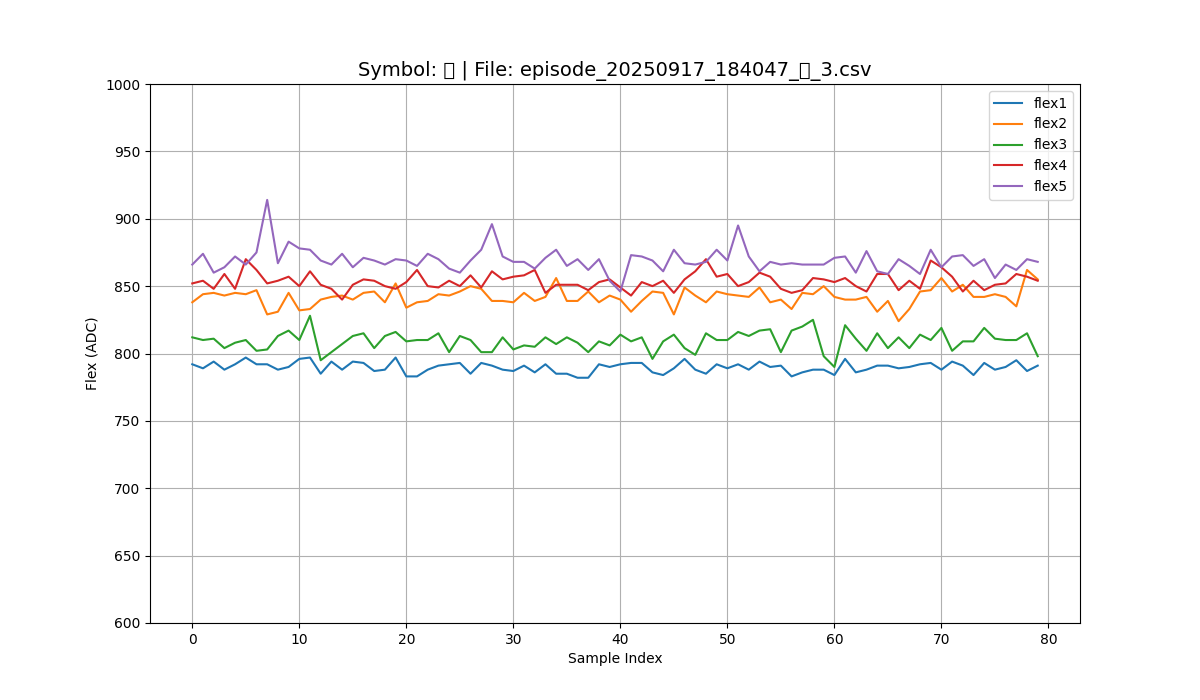 Symbol: ▯ | File: episode_20250917_184047_▯_3.csv
1000
950
900
850
800
750
700
650
600
Flex (ADC)
0 10 20 30 40 50 60 70 80
Sample Index
flex1
flex2
flex3
flex4
flex5